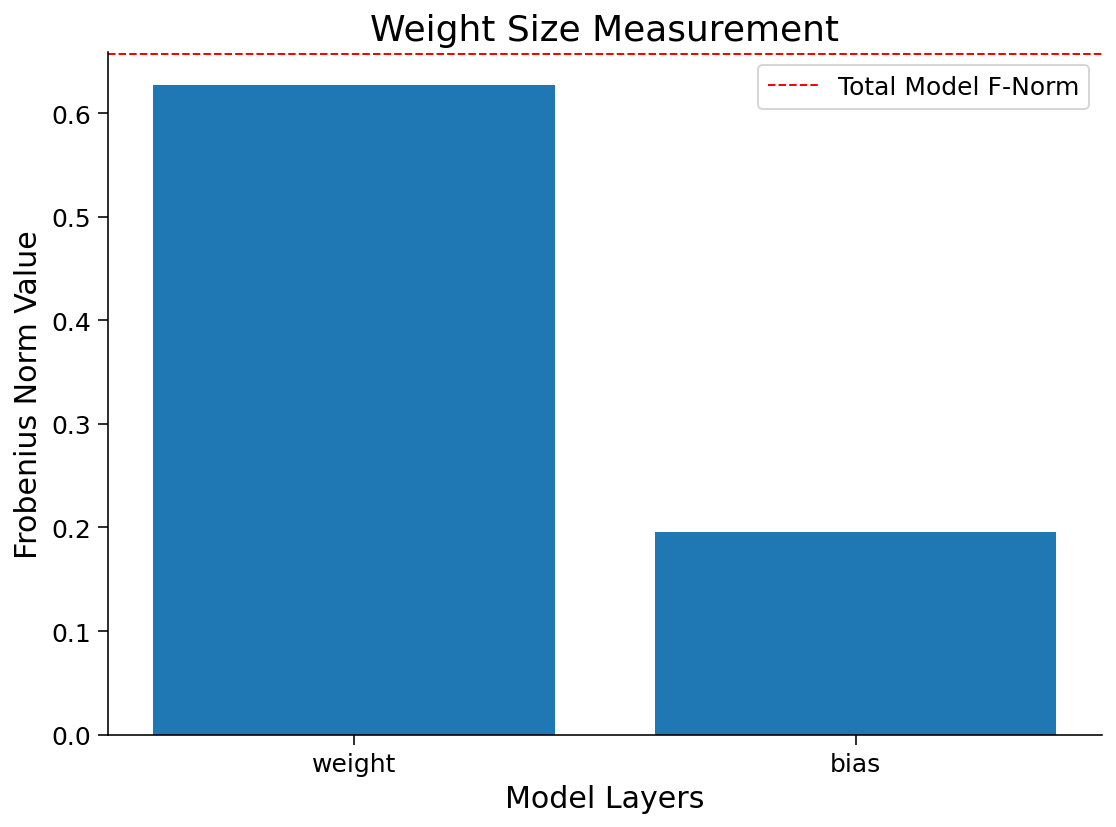 Weight Size Measurement
Total Model F-Norm
Frobenius Norm Value
0.6
0.5
0.4
0.3
0.2
0.1
0.0
weight
bias
Model Layers